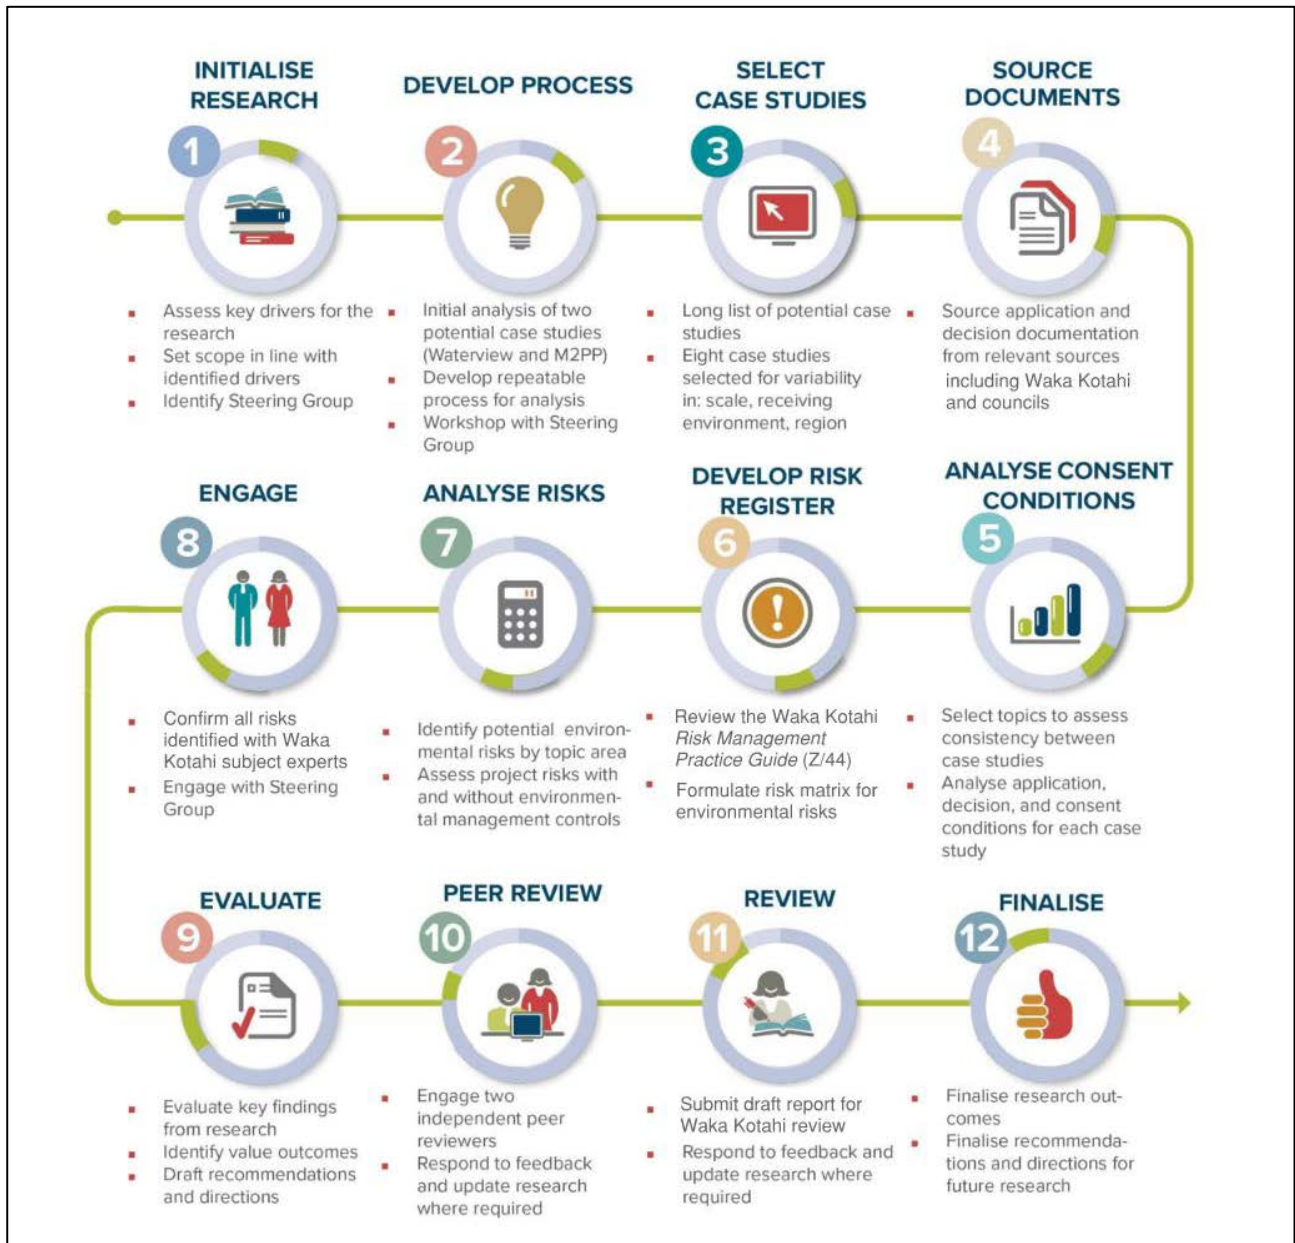 INITIALISE
RESEARCH
1
▪ Assess key drivers for the
research
▪ Set scope in line with
identified drivers
▪ Identify Steering Group
DEVELOP PROCESS
2
▪ Initial analysis of two
potential case studies
(Waterview and M2PP)
▪ Develop repeatable
process for analysis
▪ Workshop with Steering
Group
SELECT
CASE STUDIES
3
▪ Long list of potential case
studies
▪ Eight case studies
selected for variability
in: scale, receiving
environment, region
SOURCE
DOCUMENTS
4
▪ Source application and
decision documentation
from relevant sources
including Waka Kotahi
and councils
ANALYSE CONSENT
CONDITIONS
5
▪ Select topics to assess
consistency between
case studies
▪ Analyse application,
decision, and consent
conditions for each case
study
DEVELOP RISK
REGISTER
6
▪ Review the Waka Kotahi
Risk Management
Practice Guide (Z/44)
▪ Formulate risk matrix for
environmental risks
ANALYSE RISKS
7
▪ Identify potential environ-
mental risks by topic area
▪ Assess project risks with
and without environmen-
tal management controls
ENGAGE
8
▪ Confirm all risks
identified with Waka
Kotahi subject experts
▪ Engage with Steering
Group
EVALUATE
9
▪ Evaluate key findings
from research
▪ Identify value outcomes
▪ Draft recommendations
and directions
PEER REVIEW
10
▪ Engage two
independent peer
reviewers
▪ Respond to feedback
and update research
where required
REVIEW
11
▪ Submit draft report for
Waka Kotahi review
▪ Respond to feedback and
update research where
required
FINALISE
12
▪ Finalise research out-
comes
▪ Finalise recommenda-
tions and directions for
future research